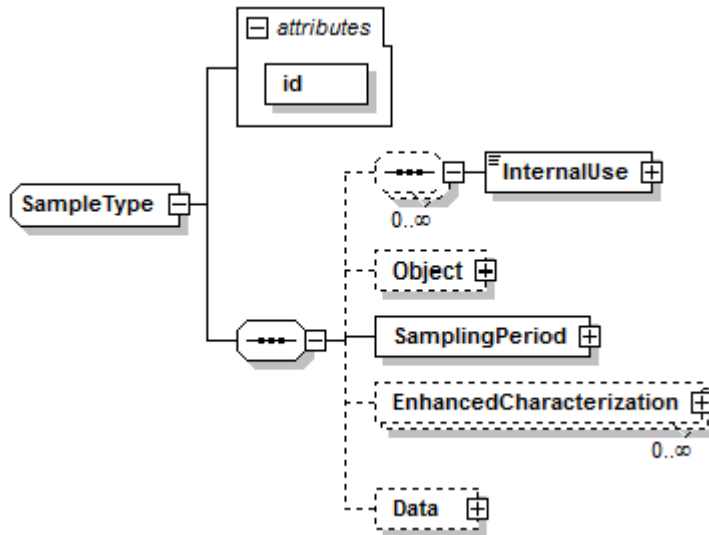 attributes
id
SampleType
InternalUse
0..∞
Object
SamplingPeriod
EnhancedCharacterization
0..∞
Data